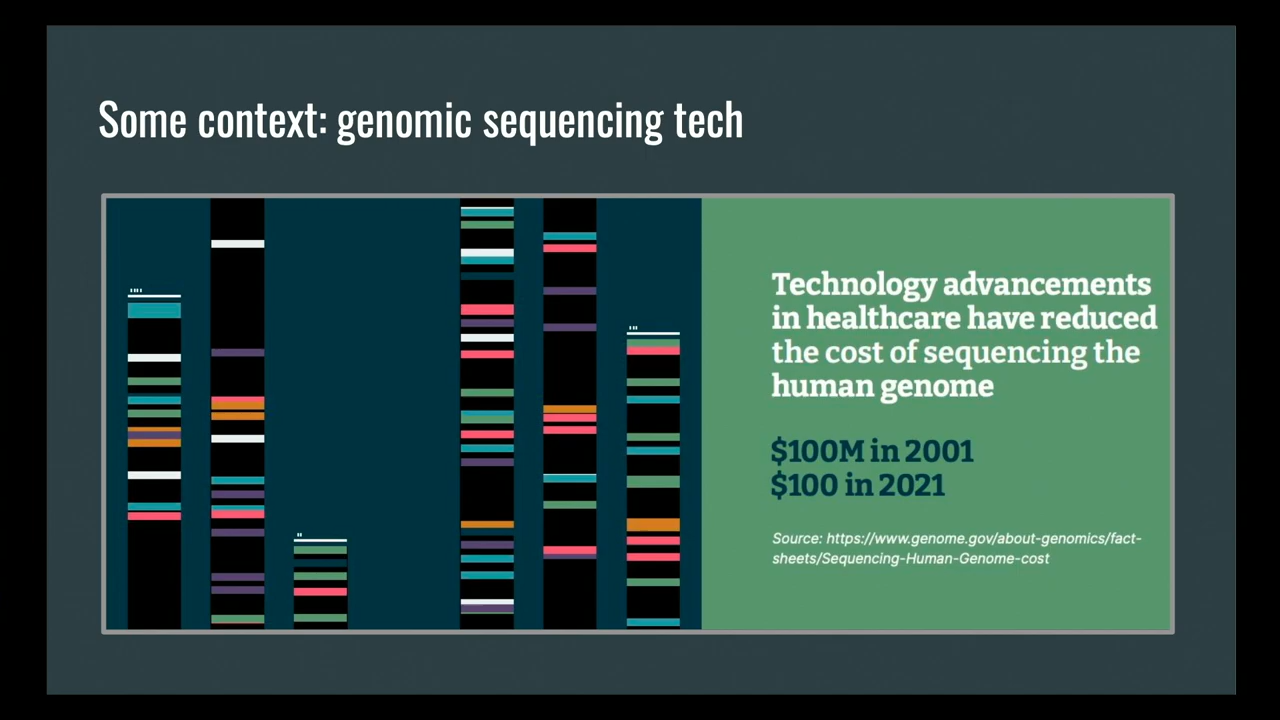 Some context: genomic sequencing tech
Technology advancements
in healthcare have reduced
the cost of sequencing the
human genome
$100M in 2001
$100 in 2021
Source: https://www.genome.gov/about-genomics/fact-
sheets/Sequencing-Human-Genome-cost